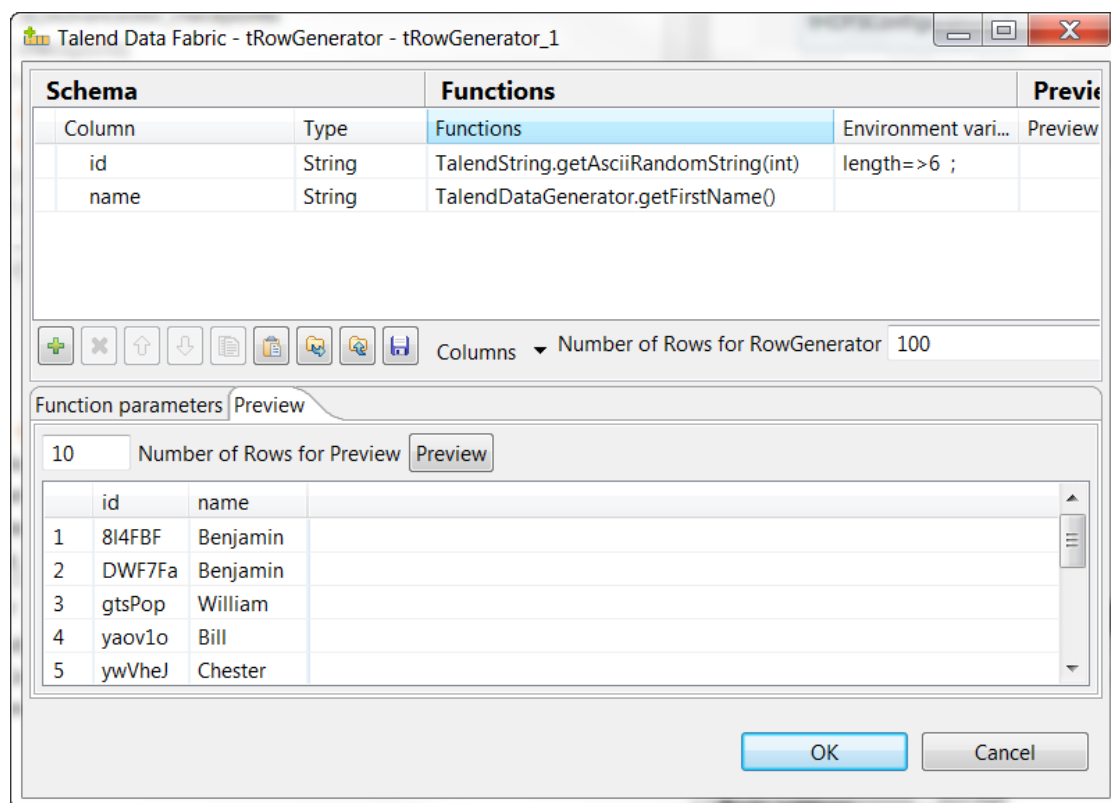 Talend Data Fabric - tRowGenerator - tRowGenerator_1
Schema Functions Previe
Column Type Functions Environment vari... Preview
id String TalendString.getAsciiRandomString(int) length=>6 ;
name String TalendDataGenerator.getFirstName()
Columns Number of Rows for RowGenerator 100
Function parameters Preview
10 Number of Rows for Preview Preview
id name
1 8I4FBF Benjamin
2 DWF7Fa Benjamin
3 gtsPop William
4 yaov1o Bill
5 ywVheJ Chester
OK Cancel